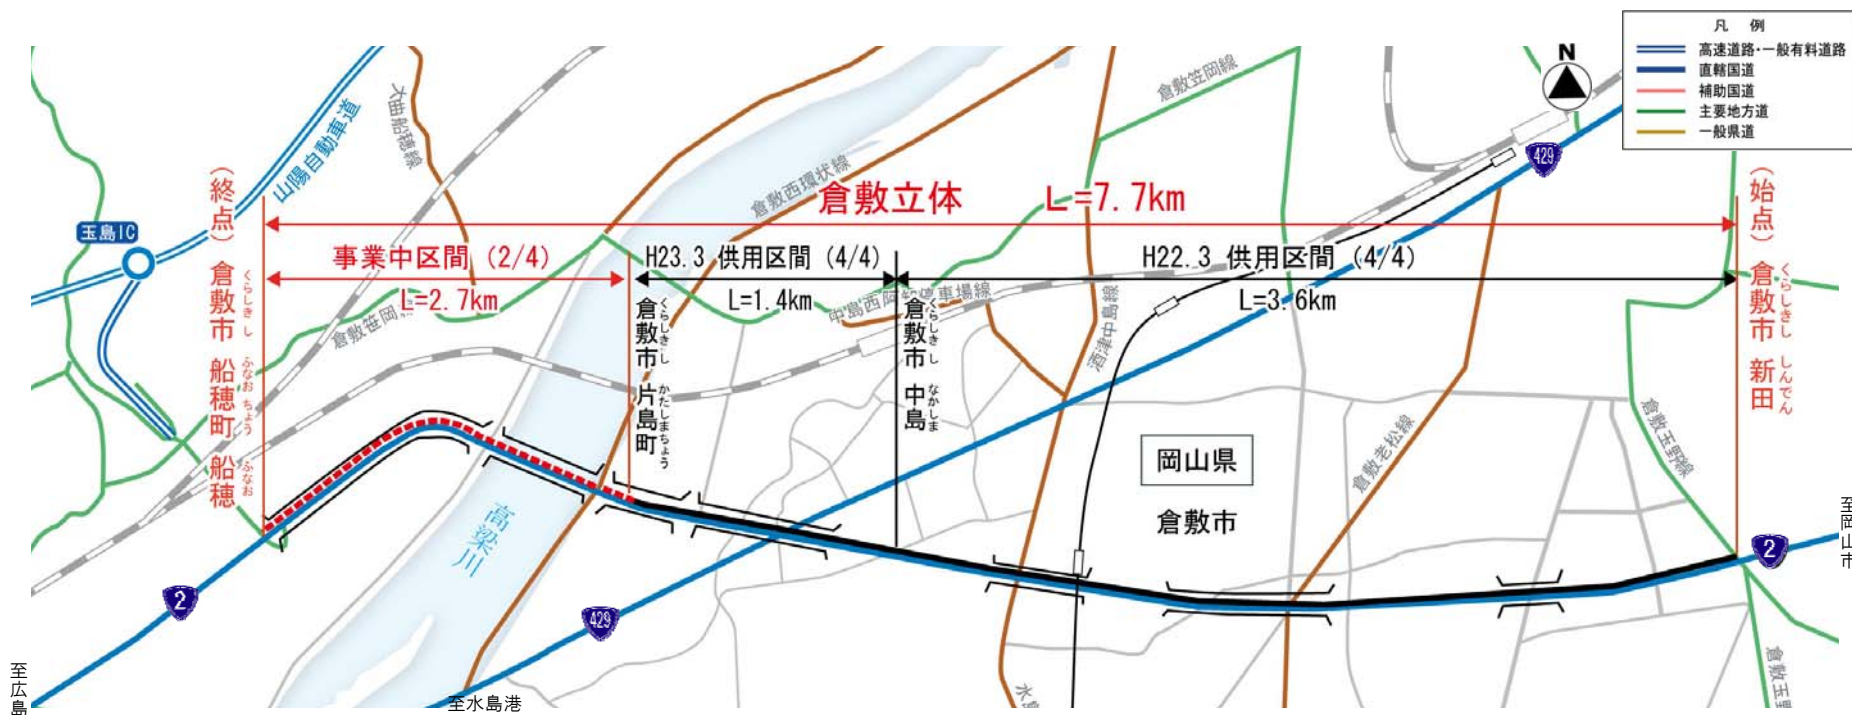 凡 例
高速道路・一般有料道路
直轄国道
補助国道
主要地方道
一般県道
N
倉敷笠岡線
大曲船穂線
山陽自動車道
倉敷西環状線
429
倉敷立体 L=7.7km
玉島IC
事業中区間 (2/4)
L=2.7km
H23.3 供用区間 (4/4)
L=1.4km
H22.3 供用区間 (4/4)
L=3.6km
(終点) 倉敷市 船穂町 船穂
くらしきし ふなおちょう ふなお
倉敷笹岡
倉敷市 片島町
くらしきし かたしまちょう
倉敷市 中島
くらしきし なかしま
(始点) 倉敷市 新田
くらしきし しんでん
酒津中島線
倉敷老松線
倉敷玉野線
岡山県
倉敷市
高梁川
2
429
2
至岡山市
至広島
至水島港
水島
倉敷玉野